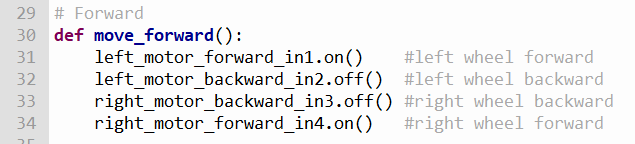 29 # Forward
30 def move_forward():
31     left_motor_forward_in1.on()    #left wheel forward
32     left_motor_backward_in2.off()  #left wheel backward
33     right_motor_backward_in3.off() #right wheel backward
34     right_motor_forward_in4.on()   #right wheel forward